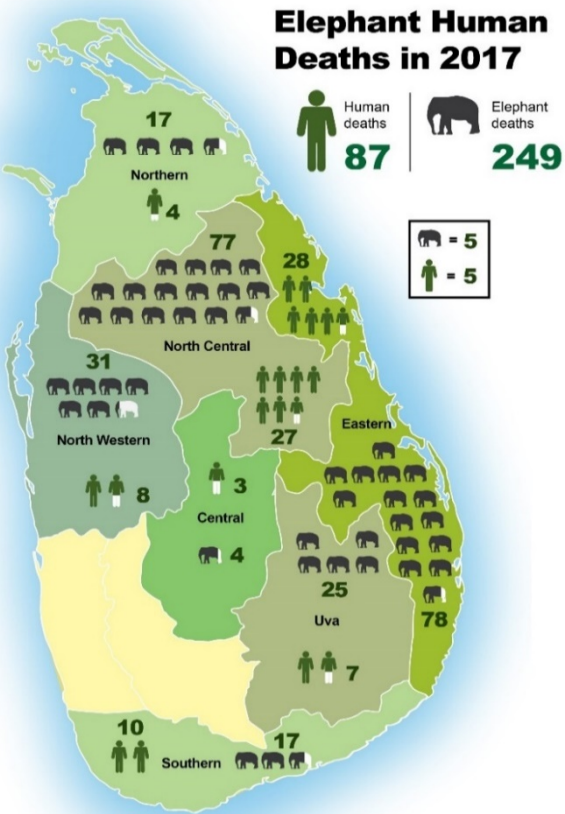 Elephant Human
Deaths in 2017
Human
deaths
87
Elephant
deaths
249
= 5
= 5
17
Northern
4
77
28
North Central
31
27
Eastern
North Western
8
3
Central
4
25
Uva
78
7
10
17
Southern